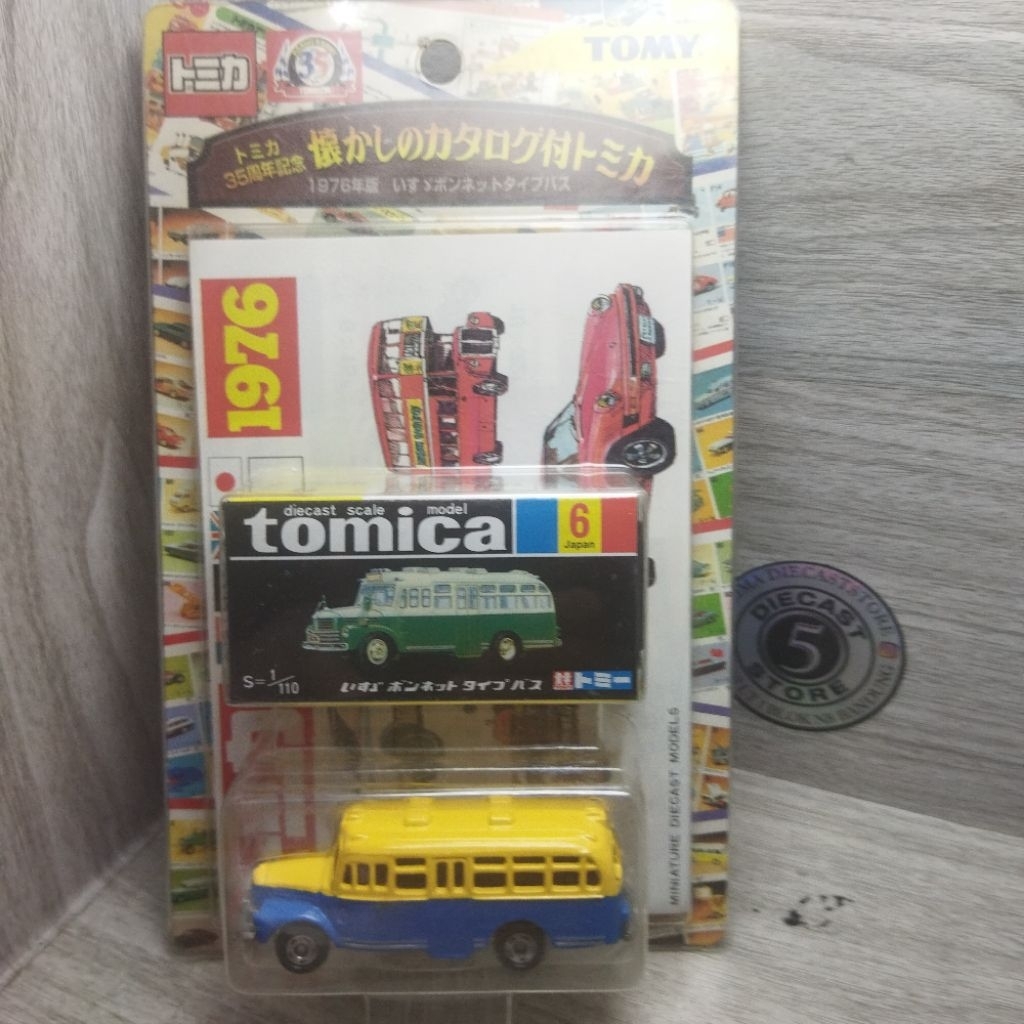 トミカ
35
TOMY
トミカ
35周年記念
懐かしのカタログ付トミカ
1976年版 いすゞボンネットタイプバス
1976
diecast scale model
tomica
6
Japan
S=1/110
いすゞ ボンネット タイプ バス
トミー
MINIATURE DIECAST MODELS
DIECAST
5
STORE